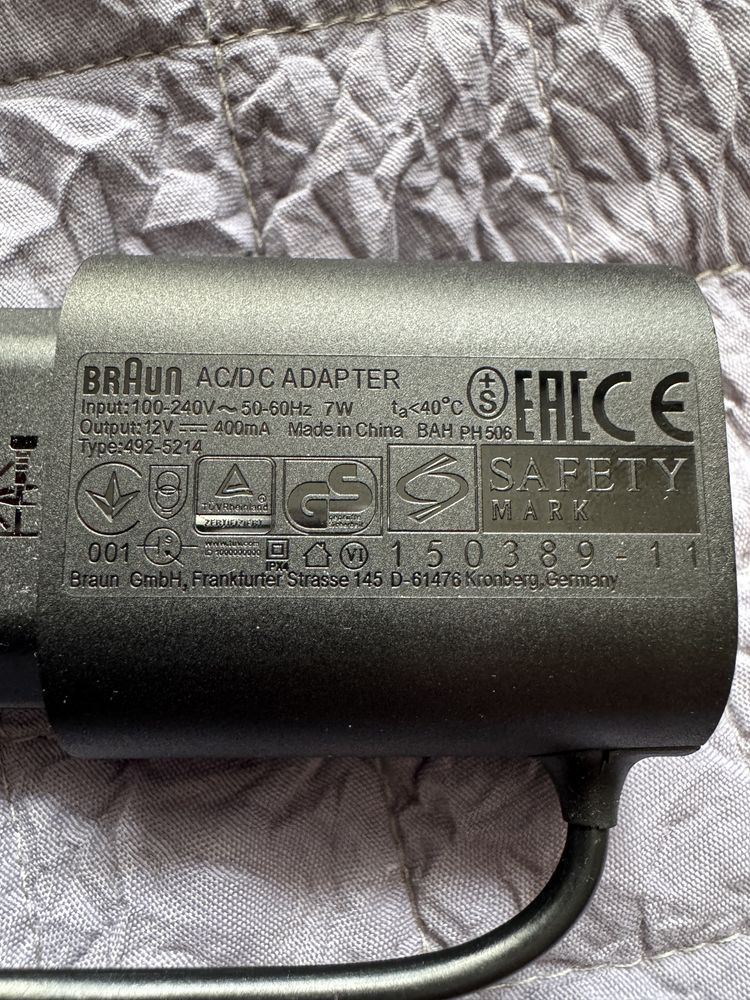 BRAUN AC/DC ADAPTER
Input:100-240V~ 50-60Hz 7W ta<40°C
Output:12V⎓400mA Made in China BAH PH506
Type:492-5214
+S
EAC CE
TÜVRheinland
ZERTIFIZIERT
GS
S
SAFETY
MARK
001
IPX4
VI
150389-11
Braun GmbH, Frankfurter Strasse 145 D-61476 Kronberg,Germany